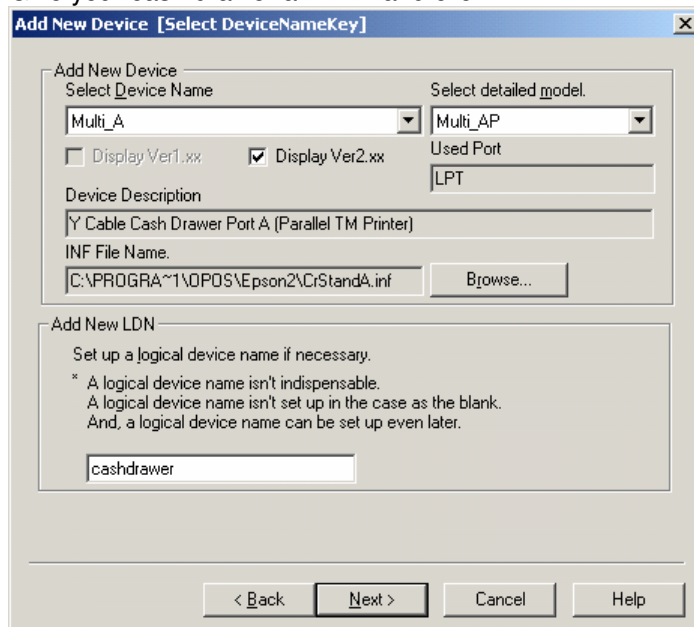 Add New Device [Select DeviceNameKey]
Add New Device
Select Device Name
Select detailed model.
Multi_A
Multi_AP
Display Ver1.xx
Display Ver2.xx
Used Port
LPT
Device Description
Y Cable Cash Drawer Port A (Parallel TM Printer)
INF File Name.
C:\PROGRA~1\OPOS\Epson2\CrStandA.inf
Browse...
Add New LDN
Set up a logical device name if necessary.
* A logical device name isn't indispensable.
A logical device name isn't set up in the case as the blank.
And, a logical device name can be set up even later.
cashdrawer
< Back
Next >
Cancel
Help